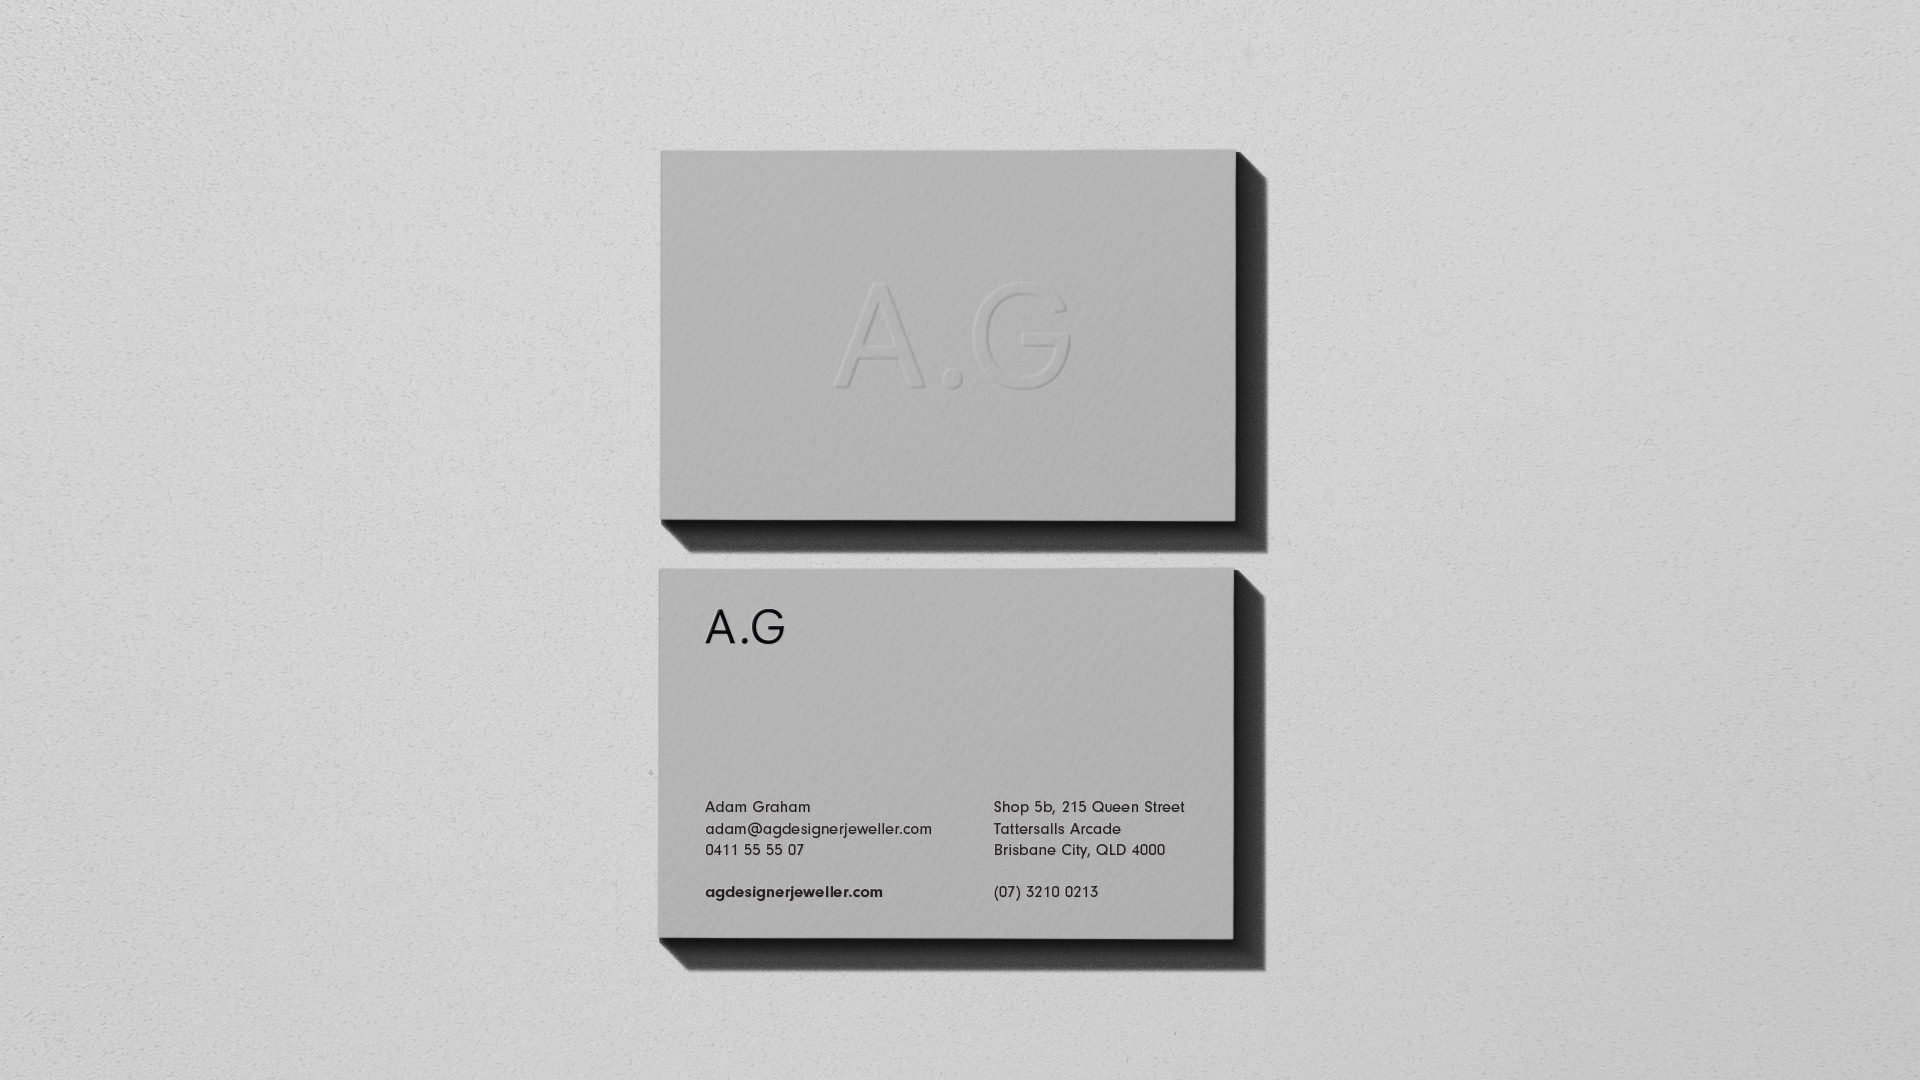 A.G
A.G
Adam Graham
adam@agdesignerjeweller.com
0411 55 55 07
agdesignerjeweller.com
Shop 5b, 215 Queen Street
Tattersalls Arcade
Brisbane City, QLD 4000
(07) 3210 0213